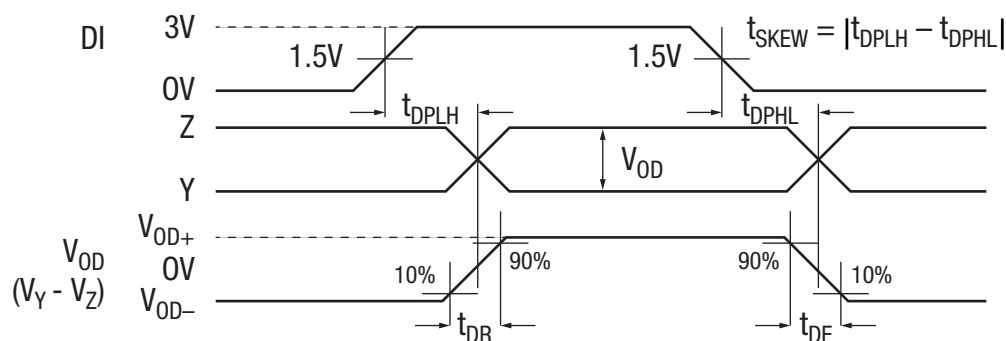 DI
3V
1.5V
0V
1.5V
tSKEW = |tDPLH – tDPHL|
tDPLH
tDPHL
Z
Y
VOD
VOD
(VY - VZ)
VOD+
0V
VOD–
10%
90%
90%
10%
tDR
tDF